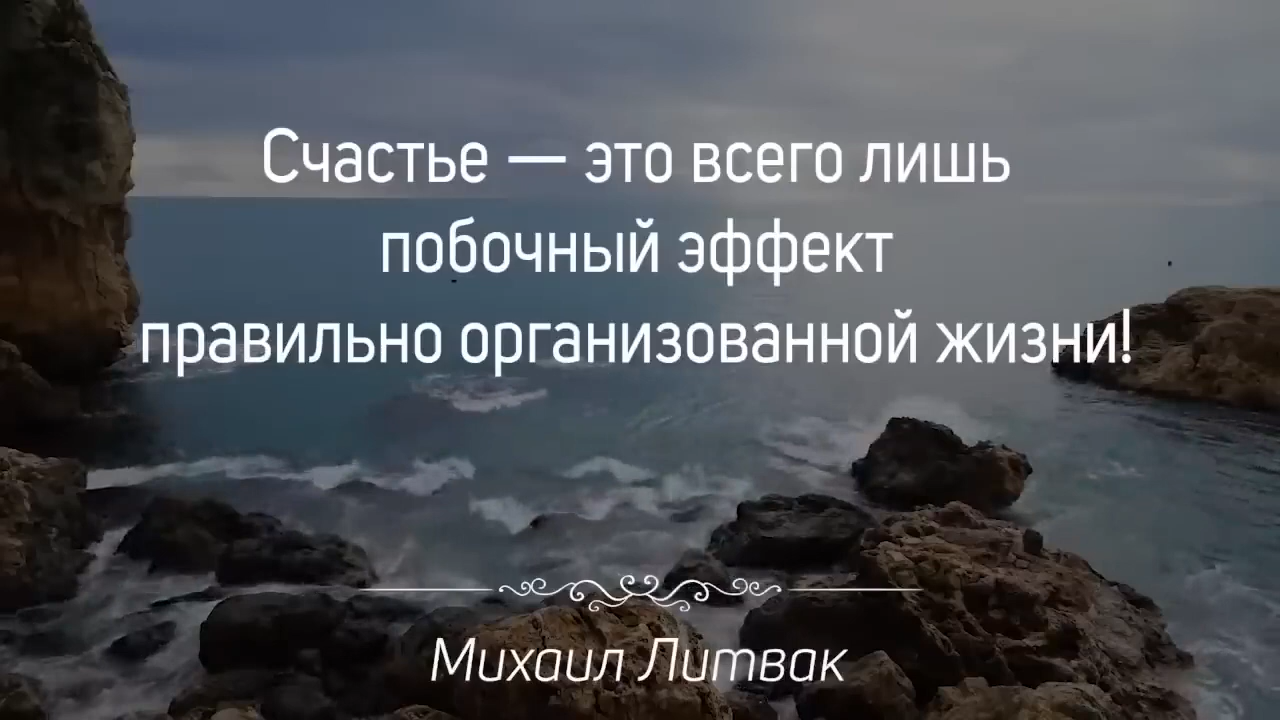 Счастье — это всего лишь
побочный эффект
правильно организованной жизни!
Михаил Литвак